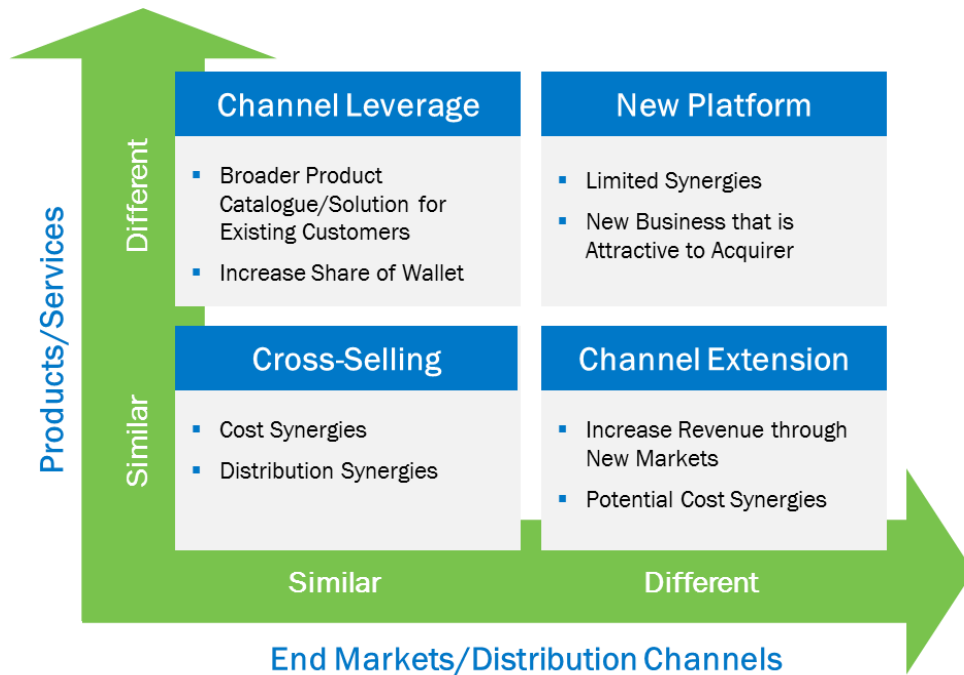 Products/Services
Different
Similar
Channel Leverage
▪ Broader Product
Catalogue/Solution for
Existing Customers
▪ Increase Share of Wallet
New Platform
▪ Limited Synergies
▪ New Business that is
Attractive to Acquirer
Cross-Selling
▪ Cost Synergies
▪ Distribution Synergies
Channel Extension
▪ Increase Revenue through
New Markets
▪ Potential Cost Synergies
Similar
Different
End Markets/Distribution Channels